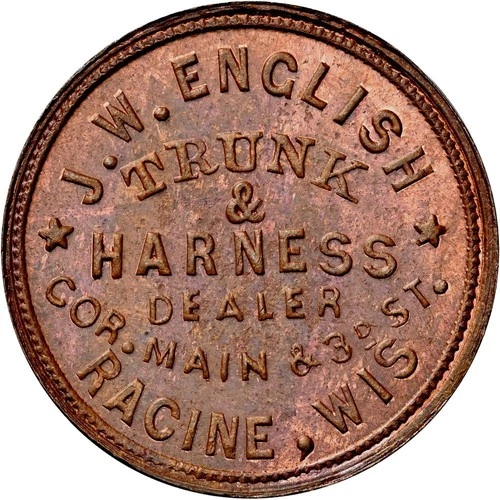 J. W. ENGLISH
TRUNK
&
HARNESS
DEALER
COR. MAIN & 3D ST.
RACINE, WIS